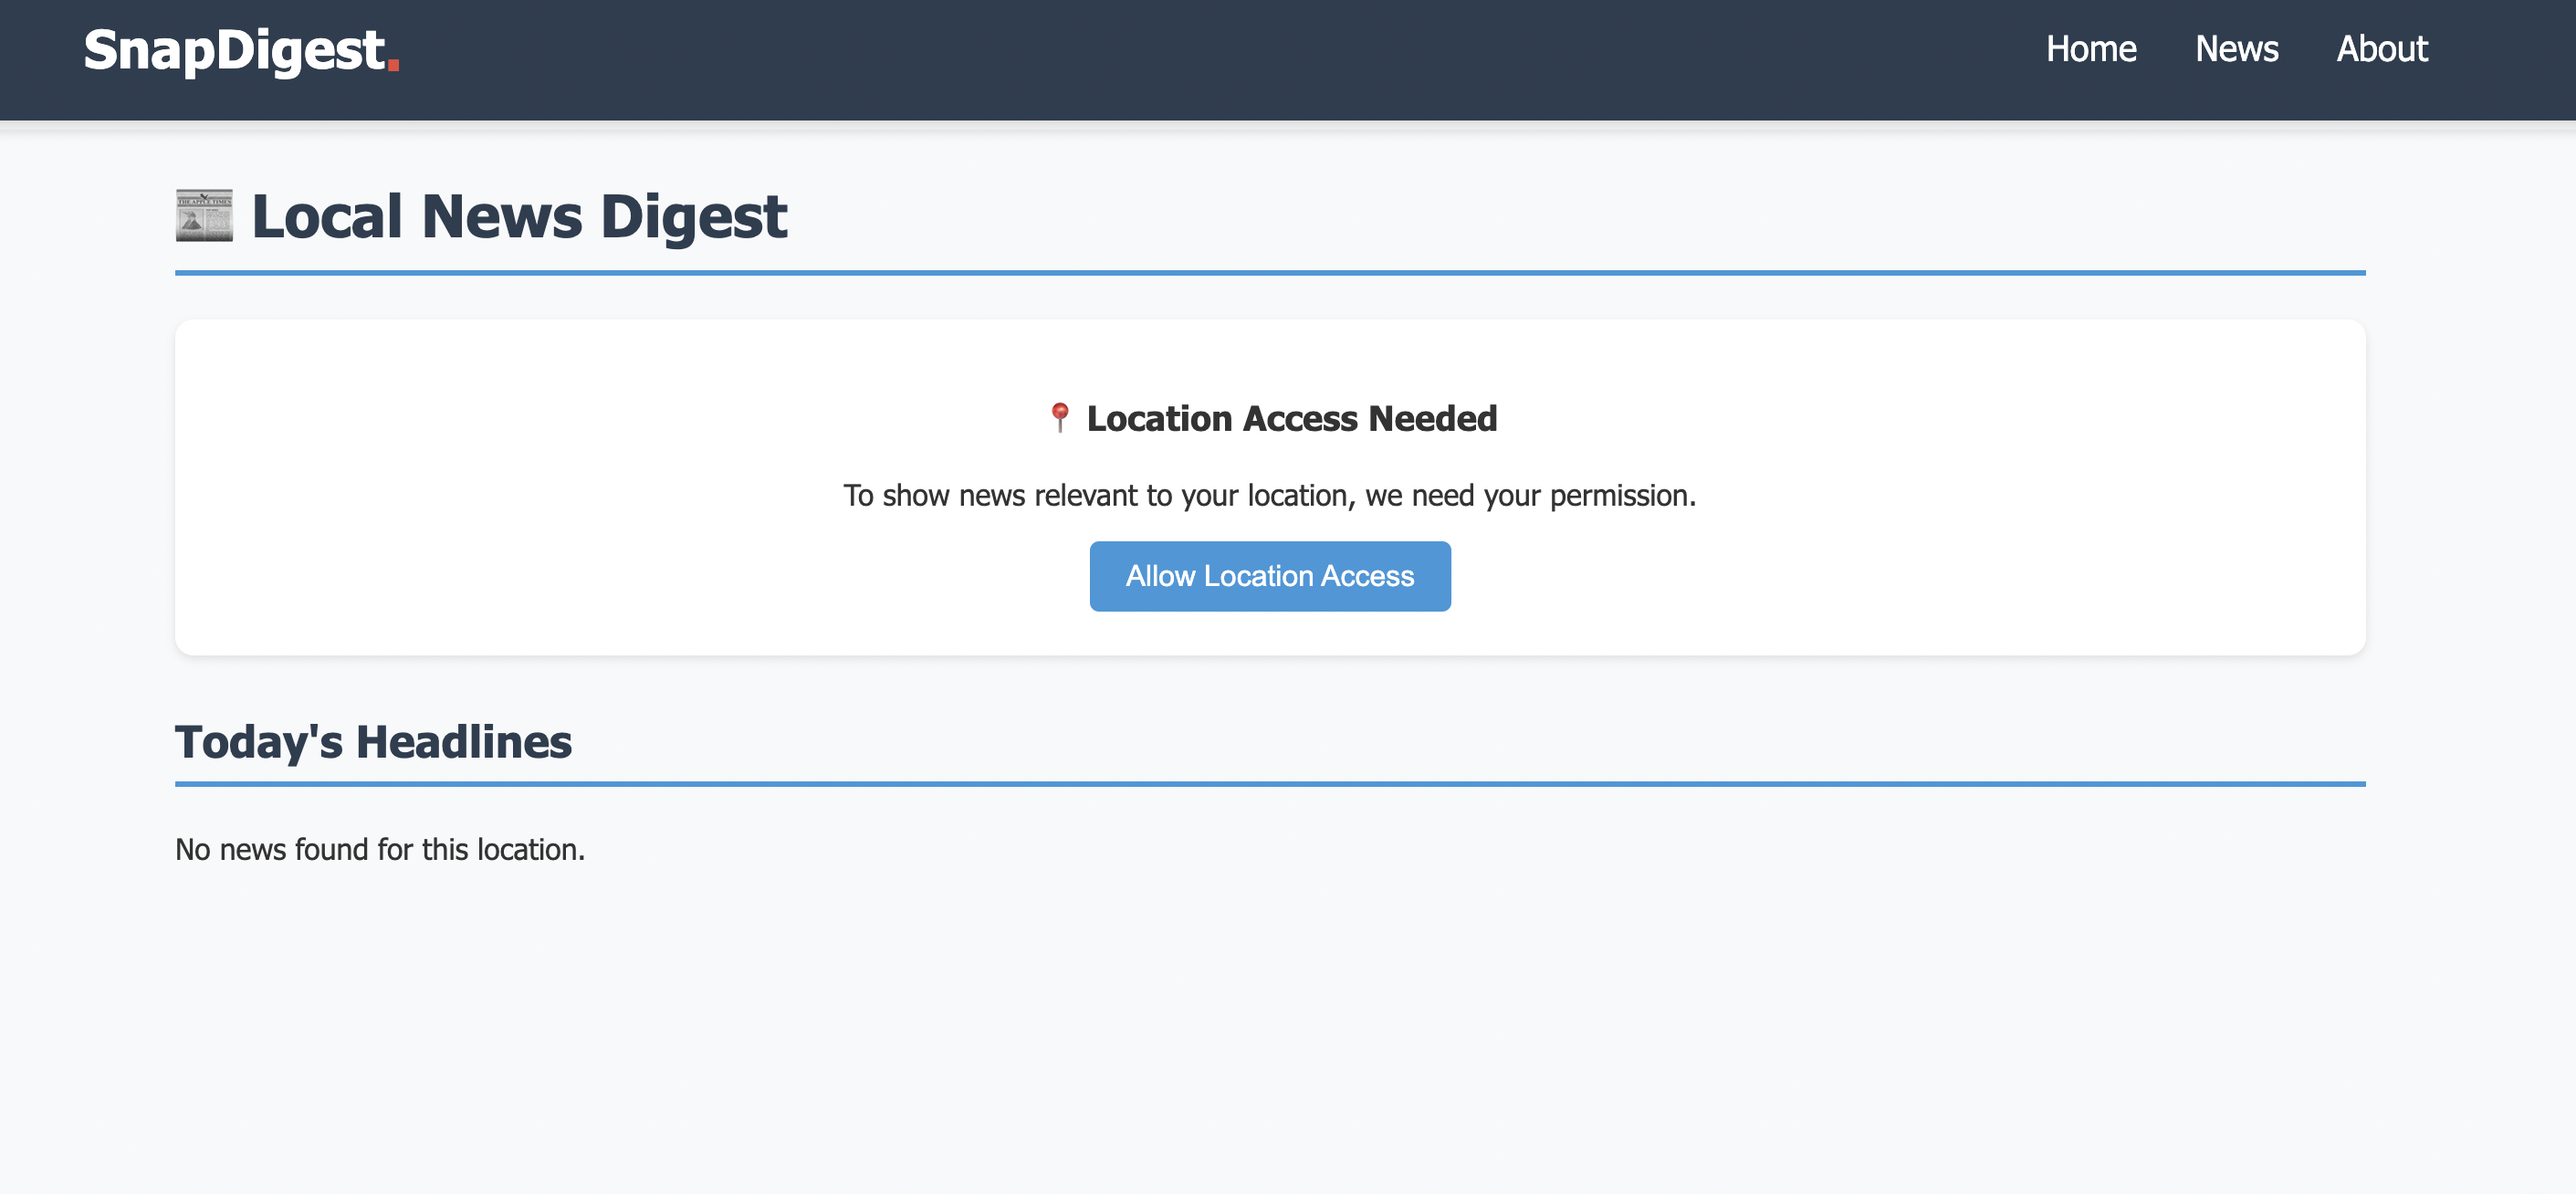 SnapDigest.
Home News About
📰 Local News Digest
📍 Location Access Needed
To show news relevant to your location, we need your permission.
Allow Location Access
Today's Headlines
No news found for this location.